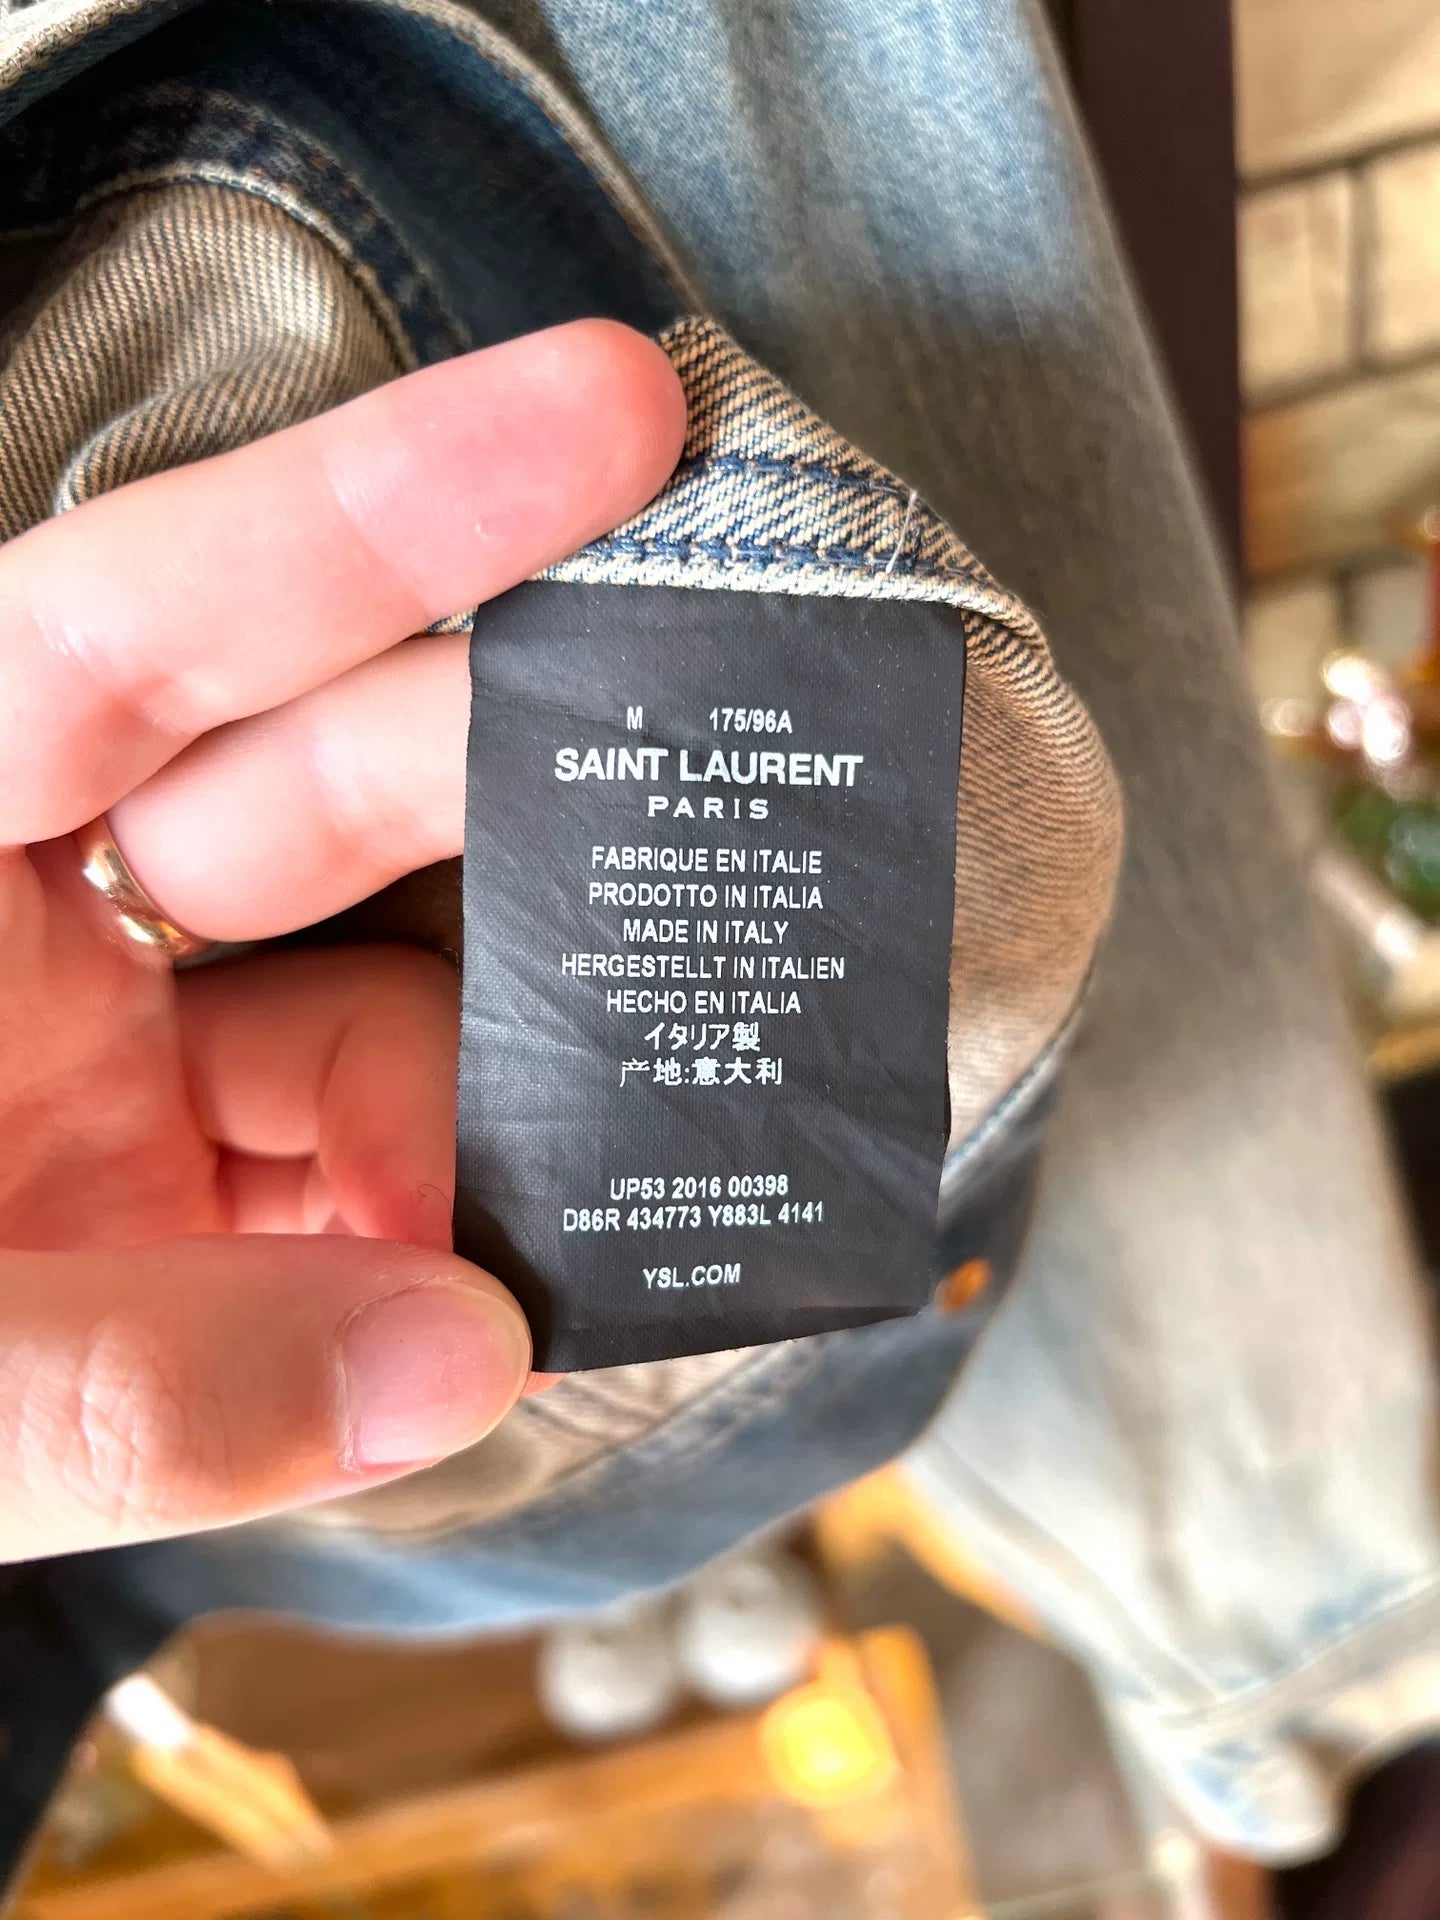 M 175/96A
SAINT LAURENT
PARIS
FABRIQUE EN ITALIE
PRODOTTO IN ITALIA
MADE IN ITALY
HERGESTELLT IN ITALIEN
HECHO EN ITALIA
イタリア製
产地:意大利
UP53 2016 00398
D86R 434773 Y883L 4141
YSL.COM